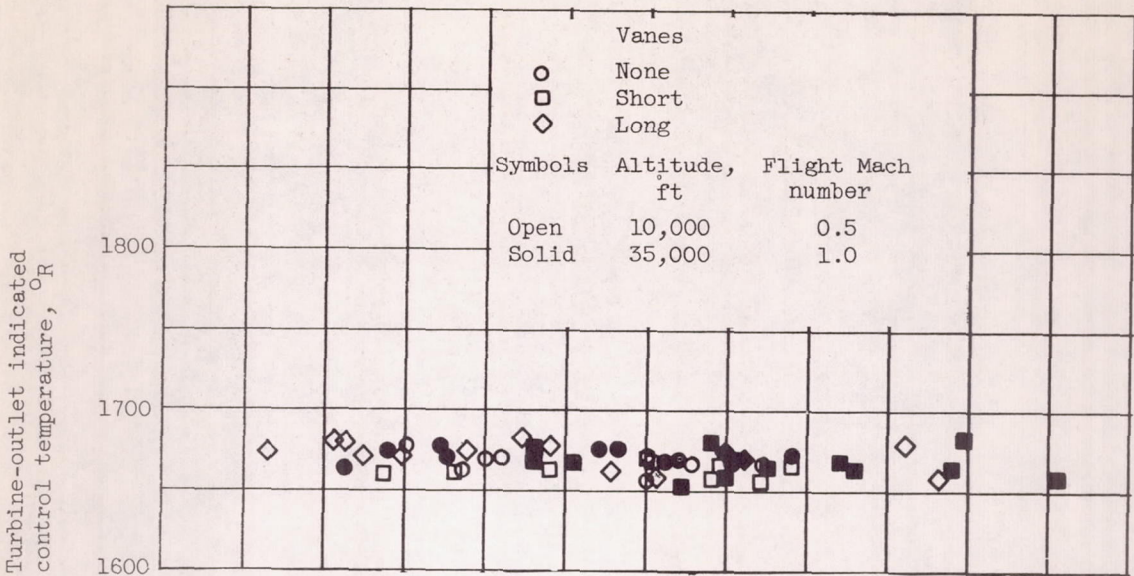 Vanes
None
Short
Long
Symbols Altitude, Flight Mach
ft number
Open 10,000 0.5
Solid 35,000 1.0
1800
1700
1600
Turbine-outlet indicated
control temperature, °R